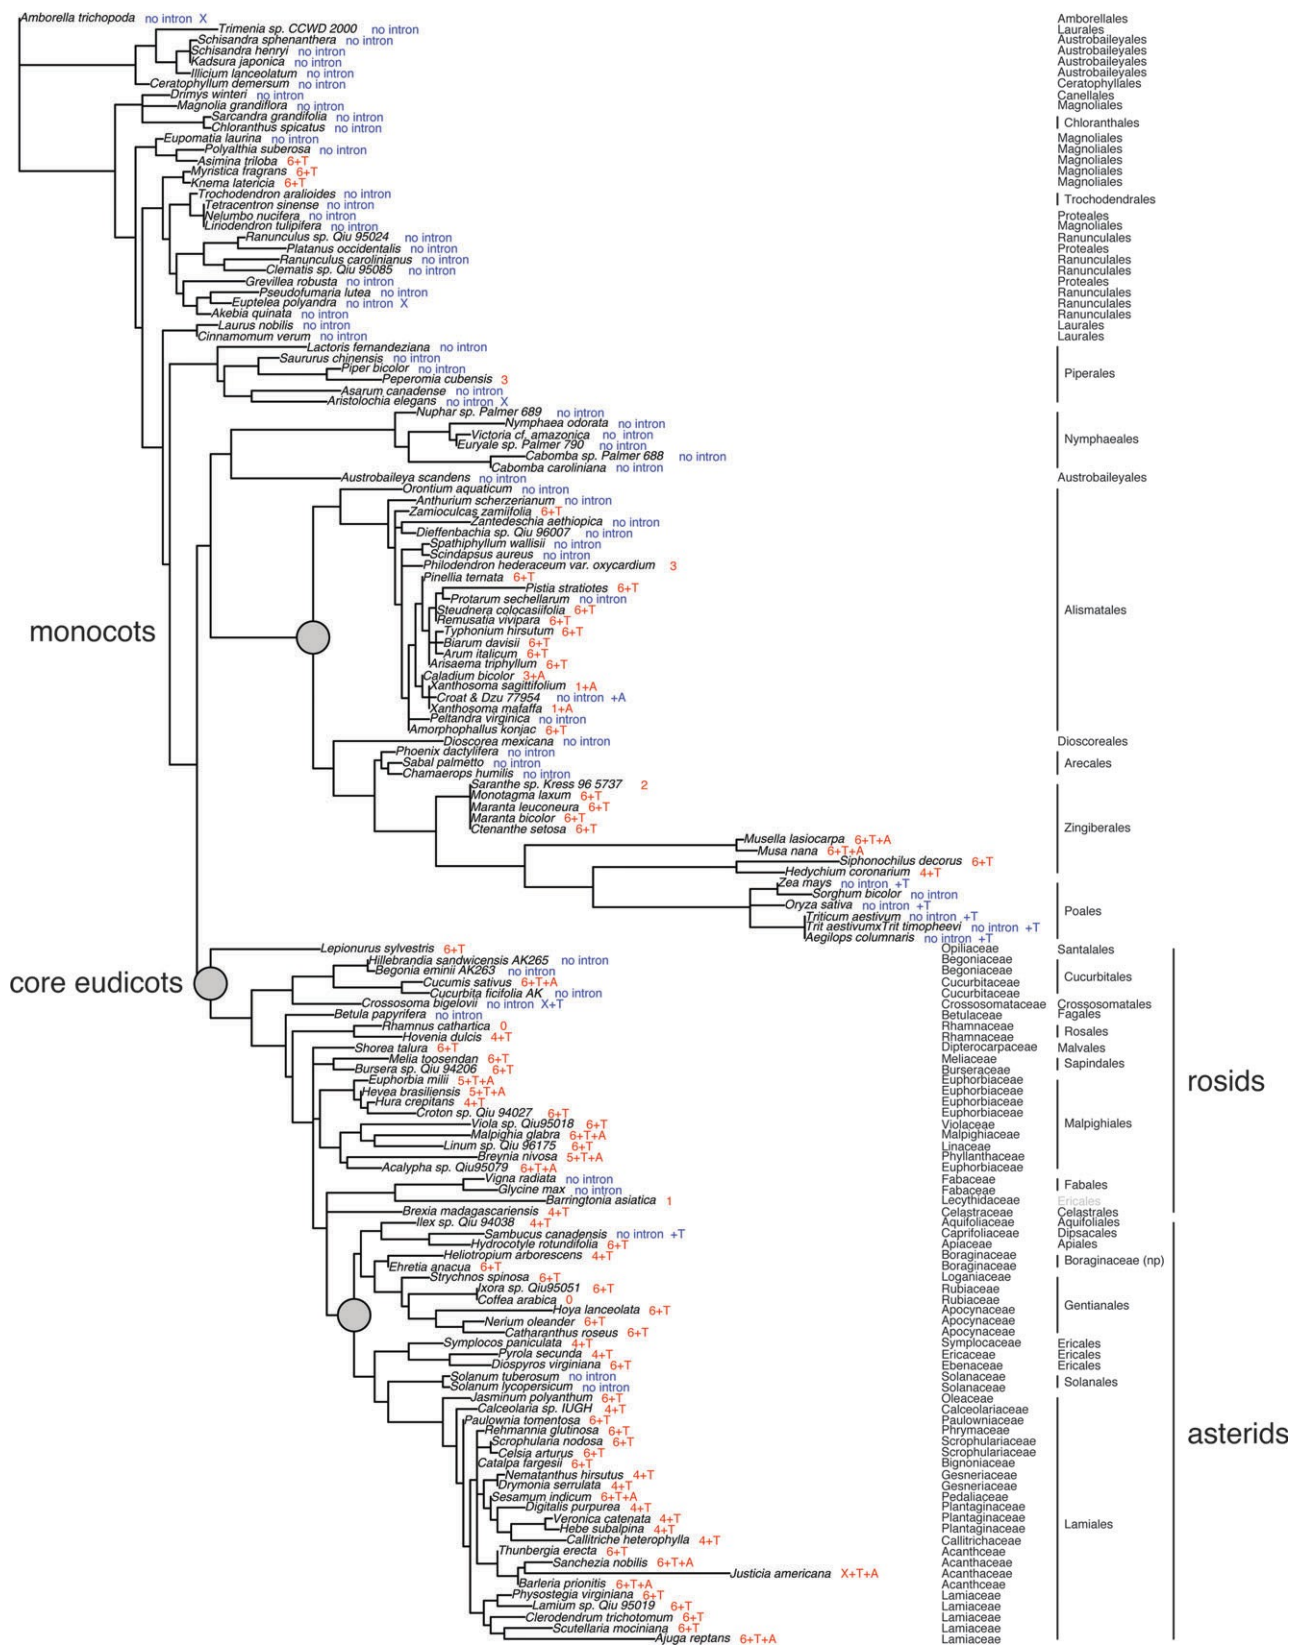 Amborella trichopoda no intron X Amborellales
Trimenia sp. CCWD 2000 no intron Laurales
Schisandra sphenanthera no intron Austrobaileyales
Schisandra henryi no intron Austrobaileyales
Kadsura japonica no intron Austrobaileyales
Illicium lanceolatum no intron Austrobaileyales
Ceratophyllum demersum no intron Ceratophyllales
Drimys winteri no intron Canellales
Magnolia grandiflora no intron Magnoliales
Sarcandra grandifolia no intron
Chloranthales
Chloranthus spicatus no intron
Eupomatia laurina no intron Magnoliales
Polyalthia suberosa no intron Magnoliales
Asimina triloba 6+T Magnoliales
Myristica fragrans 6+T Magnoliales
Knema latericia 6+T Magnoliales
Trochodendron aralioides no intron
Trochodendrales
Tetracentron sinense no intron
Nelumbo nucifera no intron Proteales
Liriodendron tulipifera no intron Magnoliales
Ranunculus sp. Qiu 95024 no intron Ranunculales
Platanus occidentalis no intron Proteales
Ranunculus carolinianus no intron Ranunculales
Clematis sp. Qiu 95085 no intron Ranunculales
Grevillea robusta no intron Proteales
Pseudofumaria lutea no intron Ranunculales
Euptelea polyandra no intron X Ranunculales
Akebia quinata no intron Ranunculales
Laurus nobilis no intron Laurales
Cinnamomum verum no intron Laurales
Lactoris fernandeziana no intron
Saururus chinensis no intron
Piper bicolor no intron
Piperales
Peperomia cubensis 3
Asarum canadense no intron
Aristolochia elegans no intron X
Nuphar sp. Palmer 689 no intron
Nymphaea odorata no intron
Victoria cf. amazonica no intron
Nymphaeales
Euryale sp. Palmer 790 no intron
Cabomba sp. Palmer 688 no intron
Cabomba caroliniana no intron
Austrobaileya scandens no intron Austrobaileyales
Orontium aquaticum no intron
Anthurium scherzerianum no intron
Zamioculcas zamiifolia 6+T
Zantedeschia aethiopica no intron
Dieffenbachia sp. Qiu 96007 no intron
Spathiphyllum wallisii no intron
Scindapsus aureus no intron
Philodendron hederaceum var. oxycardium 3
Pinellia ternata 6+T
Pistia stratiotes 6+T
Protarum sechellarum no intron
Steudnera colocasiifolia 6+T
Alismatales
Remusatia vivipara 6+T
Typhonium hirsutum 6+T
monocots
Biarum davisii 6+T
Arum italicum 6+T
Arisaema triphyllum 6+T
Caladium bicolor 3+A
Xanthosoma sagittifolium 1+A
Croat & Dzu 77954 no intron +A
Xanthosoma mafaffa 1+A
Peltandra virginica no intron
Amorphophallus konjac 6+T
Dioscorea mexicana no intron Dioscoreales
Phoenix dactylifera no intron
Sabal palmetto no intron Arecales
Chamaerops humilis no intron
Saranthe sp. Kress 96 5737 2
Monotagma laxum 6+T
Maranta leuconeura 6+T
Maranta bicolor 6+T
Ctenanthe setosa 6+T Zingiberales
Musella lasiocarpa 6+T+A
Musa nana 6+T+A
Siphonochilus decorus 6+T
Hedychium coronarium 4+T
Zea mays no intron +T
Sorghum bicolor no intron
Oryza sativa no intron +T
Poales
Triticum aestivum no intron +T
Trit aestivumxTrit timopheevi no intron +T
Aegilops columnaris no intron +T
Lepionurus sylvestris 6+T Opiliaceae Santalales
Hillebrandia sandwicensis AK265 no intron Begoniaceae
Begonia eminii AK263 no intron Begoniaceae
Cucurbitales
core eudicots
Cucumis sativus 6+T+A Cucurbitaceae
Cucurbita ficifolia AK no intron Cucurbitaceae
Crossosoma bigelovii no intron X+T Crossosomataceae Crossosomatales
Betula papyrifera no intron Betulaceae Fagales
Rhamnus cathartica 0 Rhamnaceae
Rosales
Hovenia dulcis 4+T Rhamnaceae
Shorea talura 6+T Dipterocarpaceae Malvales
Melia toosendan 6+T Meliaceae
Sapindales
Bursera sp. Qiu 94206 6+T Burseraceae
Euphorbia milii 5+T+A Euphorbiaceae
rosids
Hevea brasiliensis 5+T+A Euphorbiaceae
Hura crepitans 4+T Euphorbiaceae
Croton sp. Qiu 94027 6+T Euphorbiaceae
Viola sp. Qiu95018 6+T Violaceae Malpighiales
Malpighia glabra 6+T+A Malpighiaceae
Linum sp. Qiu 96175 6+T Linaceae
Breynia nivosa 5+T+A Phyllanthaceae
Acalypha sp. Qiu95079 6+T+A Euphorbiaceae
Vigna radiata no intron Fabaceae
Fabales
Glycine max no intron Fabaceae
Barringtonia asiatica 1 Lecythidaceae Ericales
Brexia madagascariensis 4+T Celastraceae Celastrales
Ilex sp. Qiu 94038 4+T Aquifoliaceae Aquifoliales
Sambucus canadensis no intron +T Caprifoliaceae Dipsacales
Hydrocotyle rotundifolia 6+T Apiaceae Apiales
Heliotropium arborescens 4+T Boraginaceae
Boraginaceae (np)
Ehretia anacua 6+T Boraginaceae
Strychnos spinosa 6+T Loganiaceae
Ixora sp. Qiu95051 6+T Rubiaceae
Coffea arabica 0 Rubiaceae
Gentianales
Hoya lanceolata 6+T Apocynaceae
Nerium oleander 6+T Apocynaceae
Catharanthus roseus 6+T Apocynaceae
Symplocos paniculata 4+T Symplocaceae Ericales
Pyrola secunda 4+T Ericaceae Ericales
Diospyros virginiana 6+T Ebenaceae Ericales
Solanum tuberosum no intron Solanaceae
Solanales
Solanum lycopersicum no intron Solanaceae
Jasminum polyanthum 6+T Oleaceae
Calceolaria sp. IUGH 4+T Calceolariaceae
Paulownia tomentosa 6+T Paulowniaceae
Rehmannia glutinosa 6+T Phrymaceae
asterids
Scrophularia nodosa 6+T Scrophulariaceae
Celsia arturus 6+T Scrophulariaceae
Catalpa fargesii 6+T Bignoniaceae
Nematanthus hirsutus 4+T Gesneriaceae
Drymonia serrulata 4+T Gesneriaceae
Sesamum indicum 6+T+A Pedaliaceae
Digitalis purpurea 4+T Plantaginaceae
Veronica catenata 4+T Plantaginaceae
Lamiales
Hebe subalpina 4+T Plantaginaceae
Callitriche heterophylla 4+T Callitrichaceae
Thunbergia erecta 6+T Acanthceae
Sanchezia nobilis 6+T+A Acanthaceae
Justicia americana X+T+A Acanthaceae
Barleria prionitis 6+T+A Acanthceae
Physostegia virginiana 6+T Lamiaceae
Lamium sp. Qiu 95019 6+T Lamiaceae
Clerodendrum trichotomum 6+T Lamiaceae
Scutellaria mociniana 6+T Lamiaceae
Ajuga reptans 6+T+A Lamiaceae